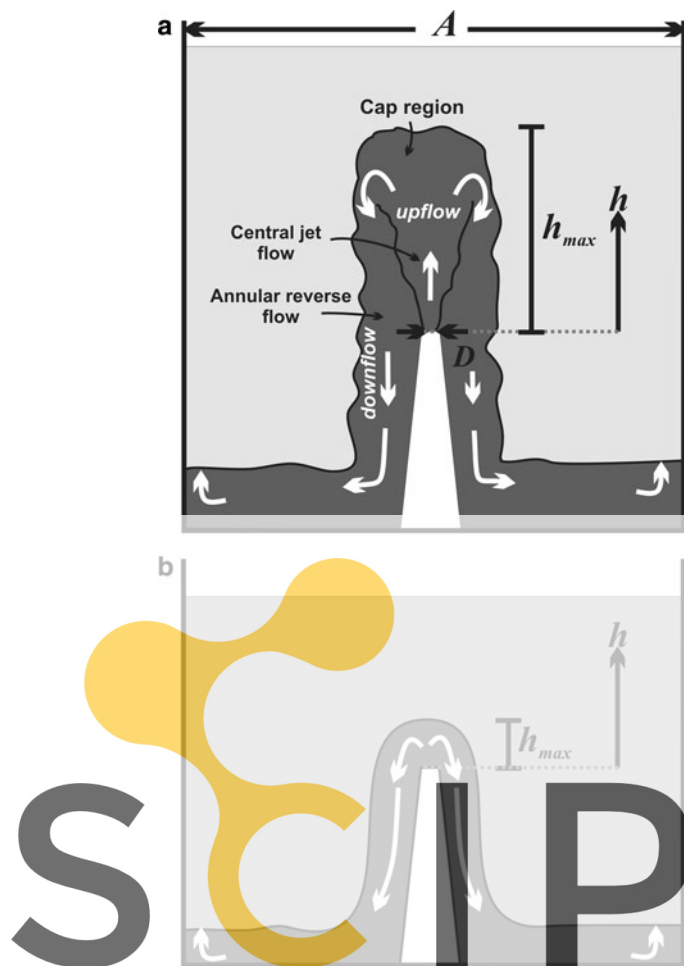 a
A
Cap region
upflow
h
h_max
Central jet
flow
Annular reverse
flow
D
downflow
b
h
h_max
SCIP